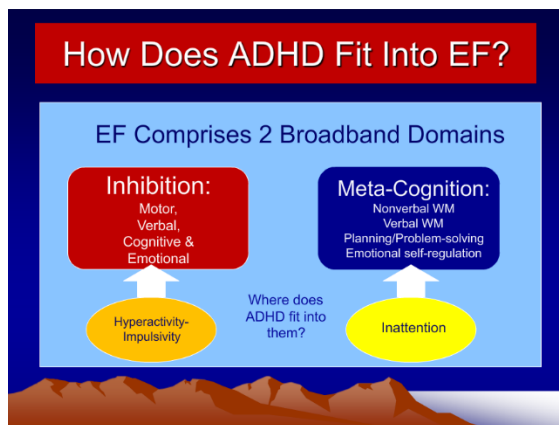 How Does ADHD Fit Into EF?
EF Comprises 2 Broadband Domains
Inhibition:
Motor,
Verbal,
Cognitive &
Emotional
Meta-Cognition:
Nonverbal WM
Verbal WM
Planning/Problem-solving
Emotional self-regulation
Hyperactivity-
Impulsivity
Where does
ADHD fit into
them?
Inattention